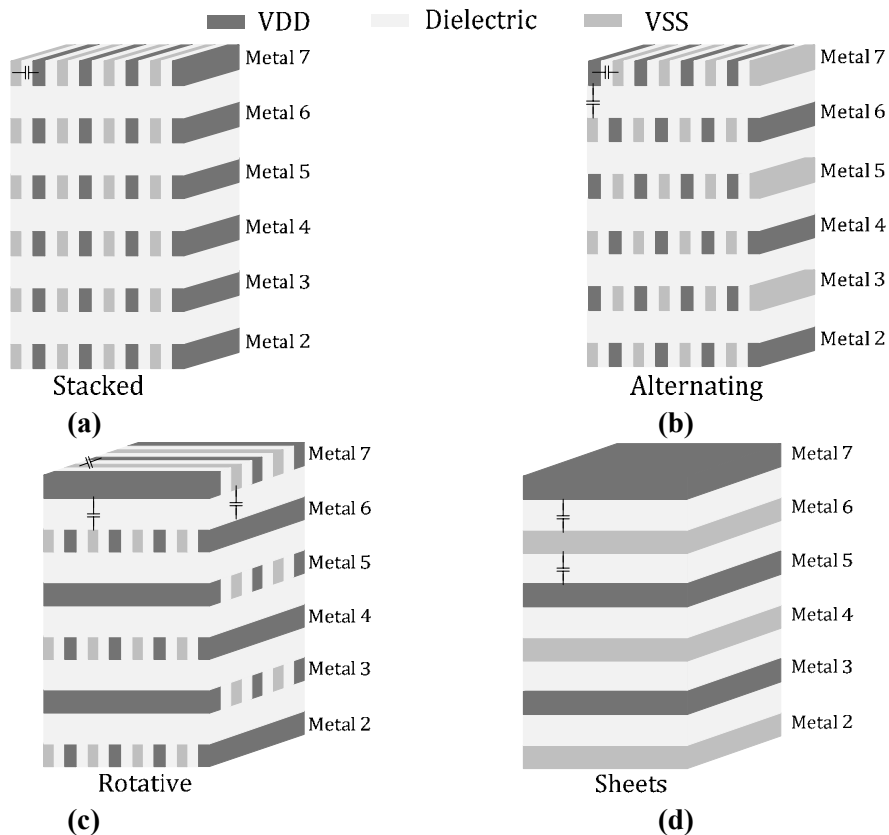 VDD Dielectric VSS
Metal 7
Metal 6
Metal 5
Metal 4
Metal 3
Metal 2
Stacked
(a)
Metal 7
Metal 6
Metal 5
Metal 4
Metal 3
Metal 2
Alternating
(b)
Metal 7
Metal 6
Metal 5
Metal 4
Metal 3
Metal 2
Rotative
(c)
Metal 7
Metal 6
Metal 5
Metal 4
Metal 3
Metal 2
Sheets
(d)